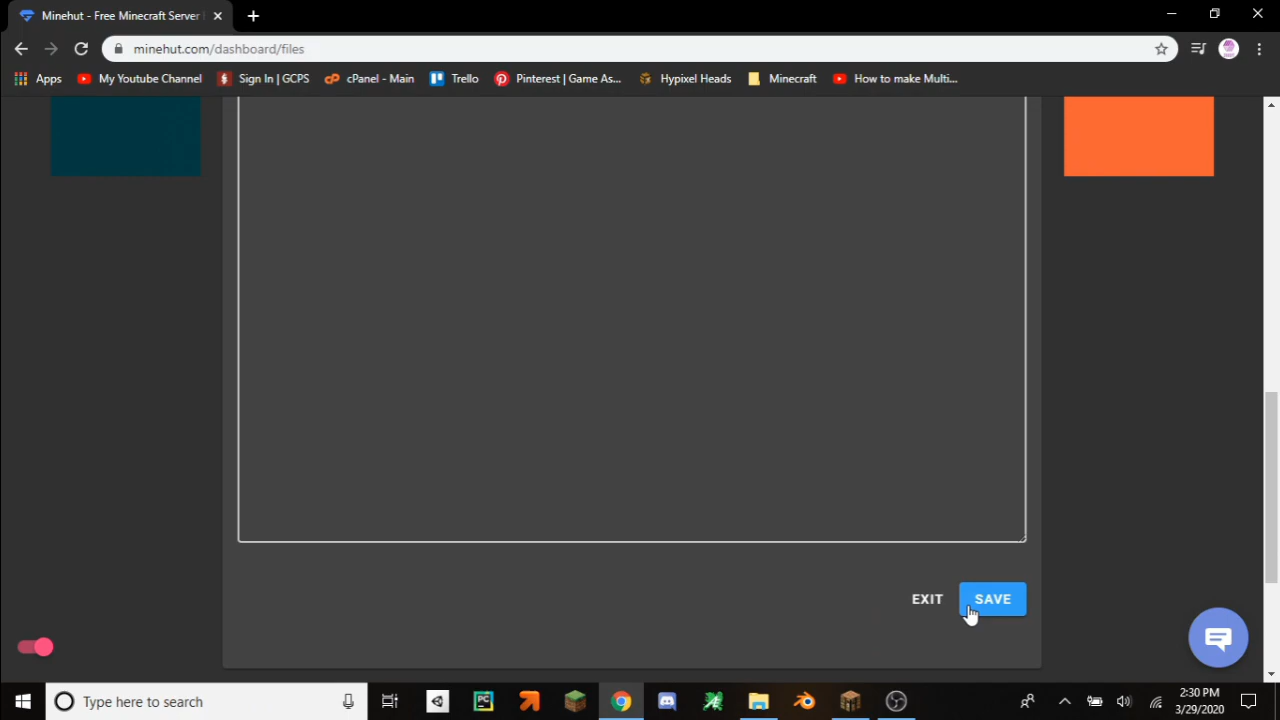 Minehut - Free Minecraft Server
minehut.com/dashboard/files
Apps
My Youtube Channel
Sign In | GCPS
cPanel - Main
Trello
Pinterest | Game As...
Hypixel Heads
Minecraft
How to make Multi...
EXIT
SAVE
Type here to search
PC
2:30 PM
3/29/2020